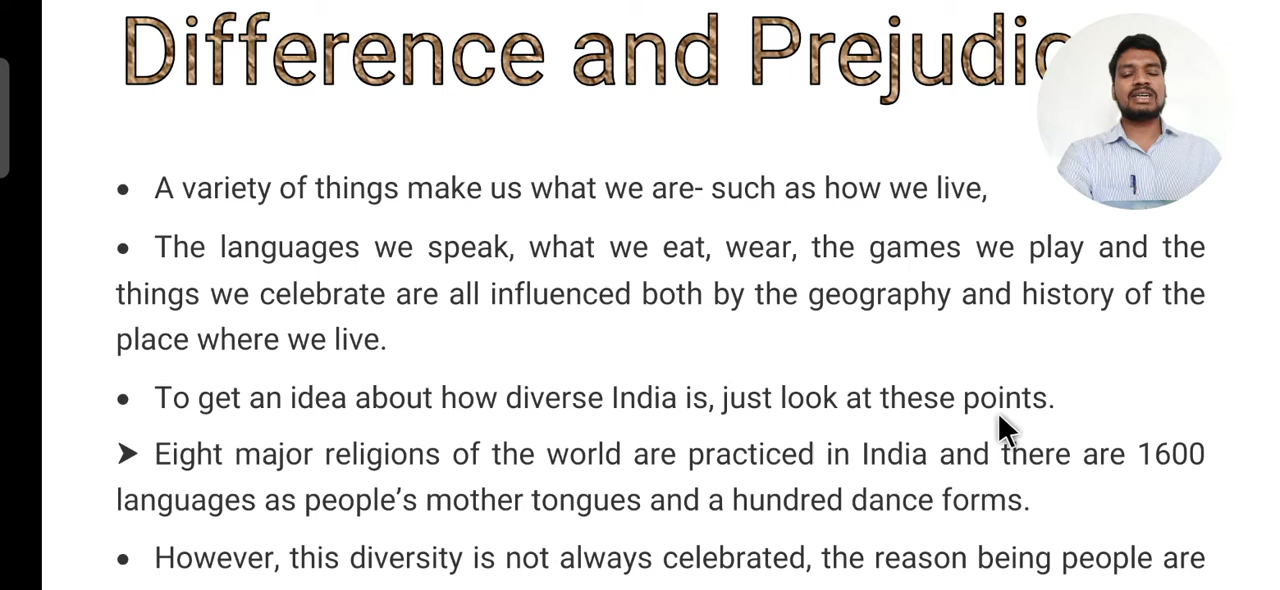 Difference and Prejudic
• A variety of things make us what we are- such as how we live,
• The languages we speak, what we eat, wear, the games we play and the
things we celebrate are all influenced both by the geography and history of the
place where we live.
• To get an idea about how diverse India is, just look at these points.
➤ Eight major religions of the world are practiced in India and there are 1600
languages as people’s mother tongues and a hundred dance forms.
• However, this diversity is not always celebrated, the reason being people are